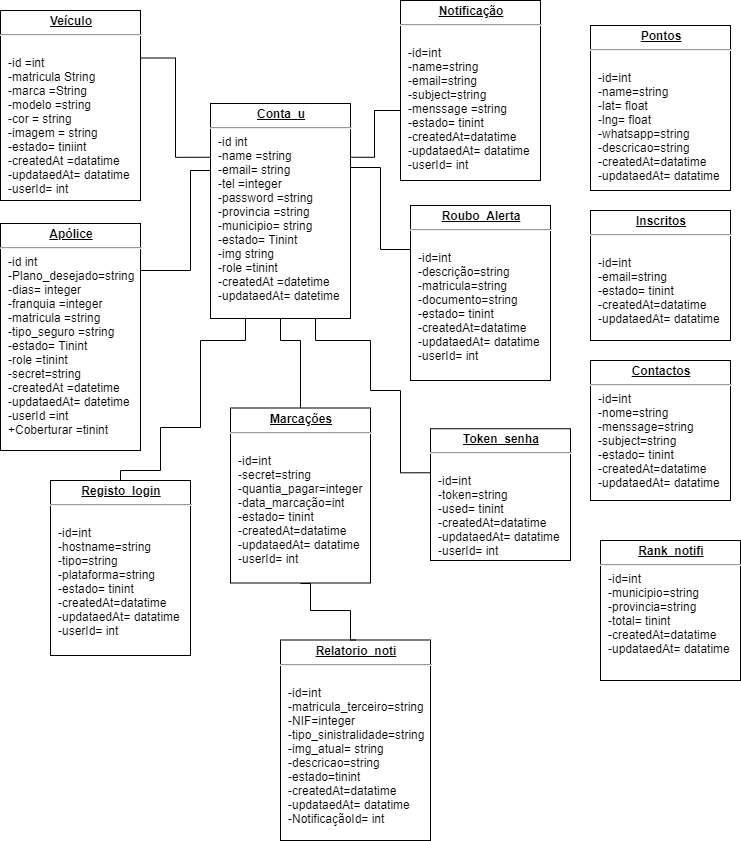 Veículo
-id =int
-matricula String
-marca =String
-modelo =string
-cor = string
-imagem = string
-estado= tiniint
-createdAt =datatime
-updataedAt= datatime
-userId= int
Apólice
-id int
-Plano_desejado=string
-dias= integer
-franquia =integer
-matricula =string
-tipo_seguro =string
-estado= Tinint
-role =tinint
-secret=string
-createdAt =datetime
-updataedAt= datetime
-userId =int
+Coberturar =tinint
Conta_u
-id int
-name =string
-email= string
-tel =integer
-password =string
-provincia =string
-municipio= string
-estado= Tinint
-img string
-role =tinint
-createdAt =datetime
-updataedAt= datetime
Notificação
-id=int
-name=string
-email=string
-subject=string
-menssage =string
-estado= tinint
-createdAt=datatime
-updataedAt= datatime
-userId= int
Roubo_Alerta
-id=int
-descrição=string
-matricula=string
-documento=string
-estado= tinint
-createdAt=datatime
-updataedAt= datatime
-userId= int
Pontos
-id=int
-name=string
-lat= float
-lng= float
-whatsapp=string
-descricao=string
-createdAt=datatime
-updataedAt= datatime
Inscritos
-id=int
-email=string
-estado= tinint
-createdAt=datatime
-updataedAt= datatime
Contactos
-id=int
-nome=string
-menssage=string
-subject=string
-estado= tinint
-createdAt=datatime
-updataedAt= datatime
Marcações
-id=int
-secret=string
-quantia_pagar=integer
-data_marcação=int
-estado= tinint
-createdAt=datatime
-updataedAt= datatime
-userId= int
Token_senha
-id=int
-token=string
-used= tinint
-createdAt=datatime
-updataedAt= datatime
-userId= int
Registo_login
-id=int
-hostname=string
-tipo=string
-plataforma=string
-estado= tinint
-createdAt=datatime
-updataedAt= datatime
-userId= int
Rank_notifi
-id=int
-municipio=string
-provincia=string
-total= tinint
-createdAt=datatime
-updataedAt= datatime
Relatorio_noti
-id=int
-matricula_terceiro=string
-NIF=integer
-tipo_sinistralidade=string
-img_atual= string
-descricao=string
-estado=tinint
-createdAt=datatime
-updataedAt= datatime
-NotificaçãoId= int